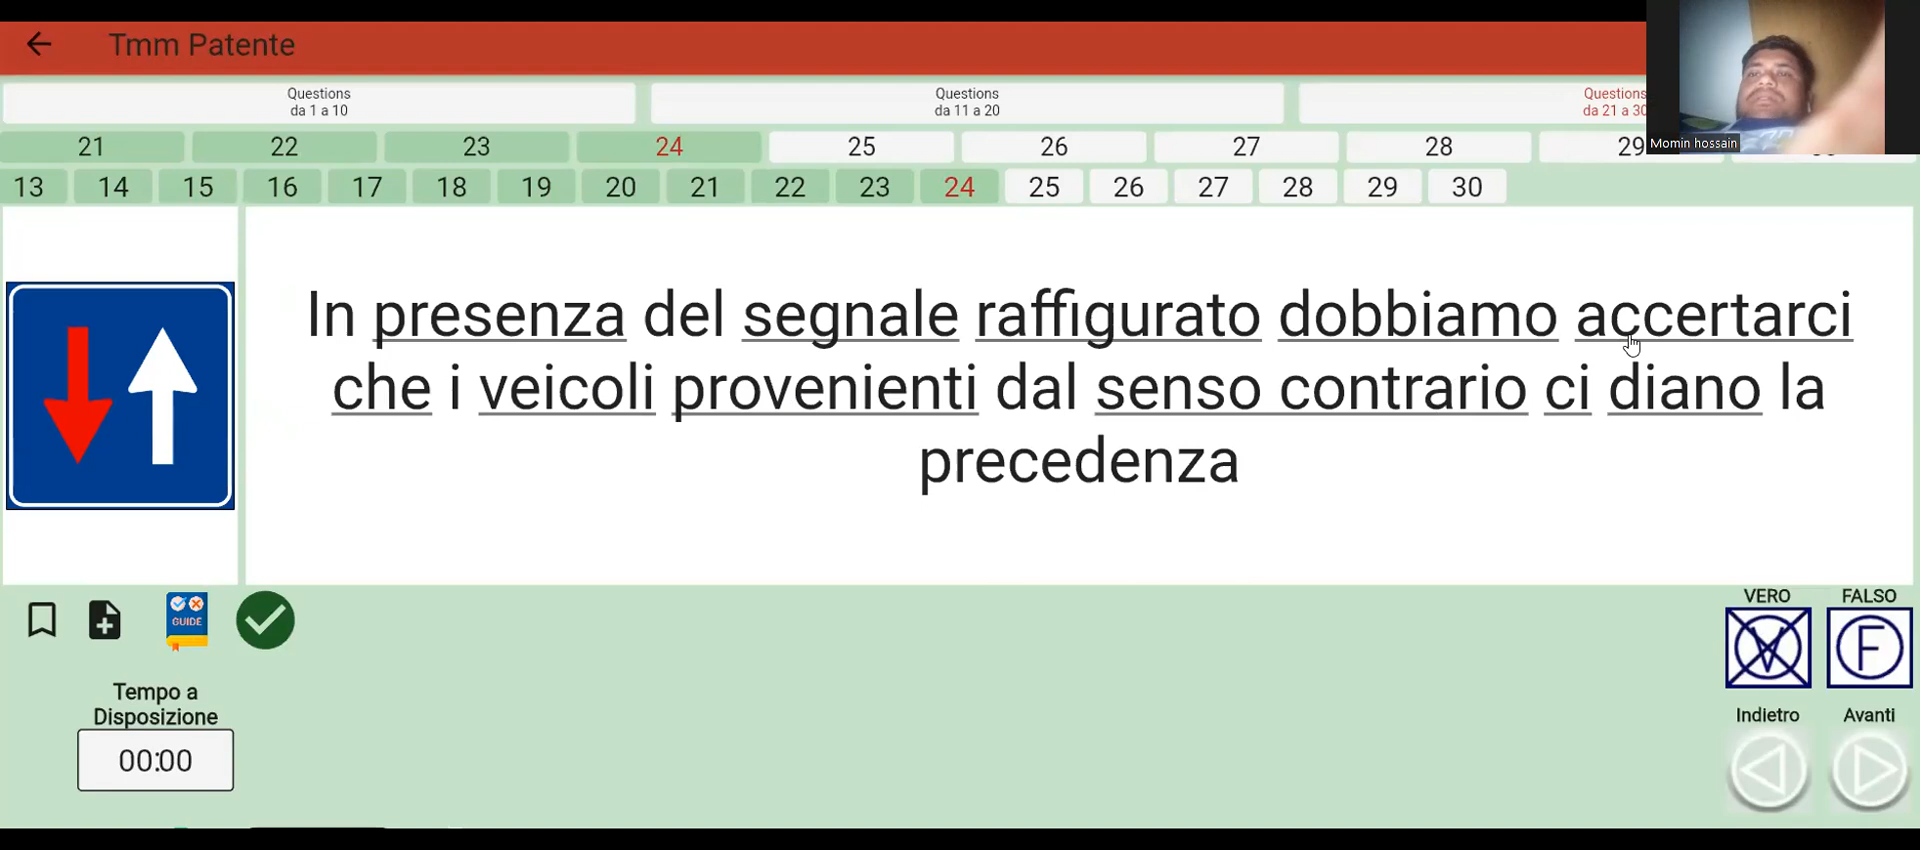 Tmm Patente
Questions
da 1 a 10
Questions
da 11 a 20
Questions
da 21 a 30
Momin hossain
21 22 23 24 25 26 27 28 29
13 14 15 16 17 18 19 20 21 22 23 24 25 26 27 28 29 30
In presenza del segnale raffigurato dobbiamo accertarci
che i veicoli provenienti dal senso contrario ci diano la
precedenza
GUIDE
VERO FALSO
V F
Tempo a
Disposizione
00:00
Indietro Avanti